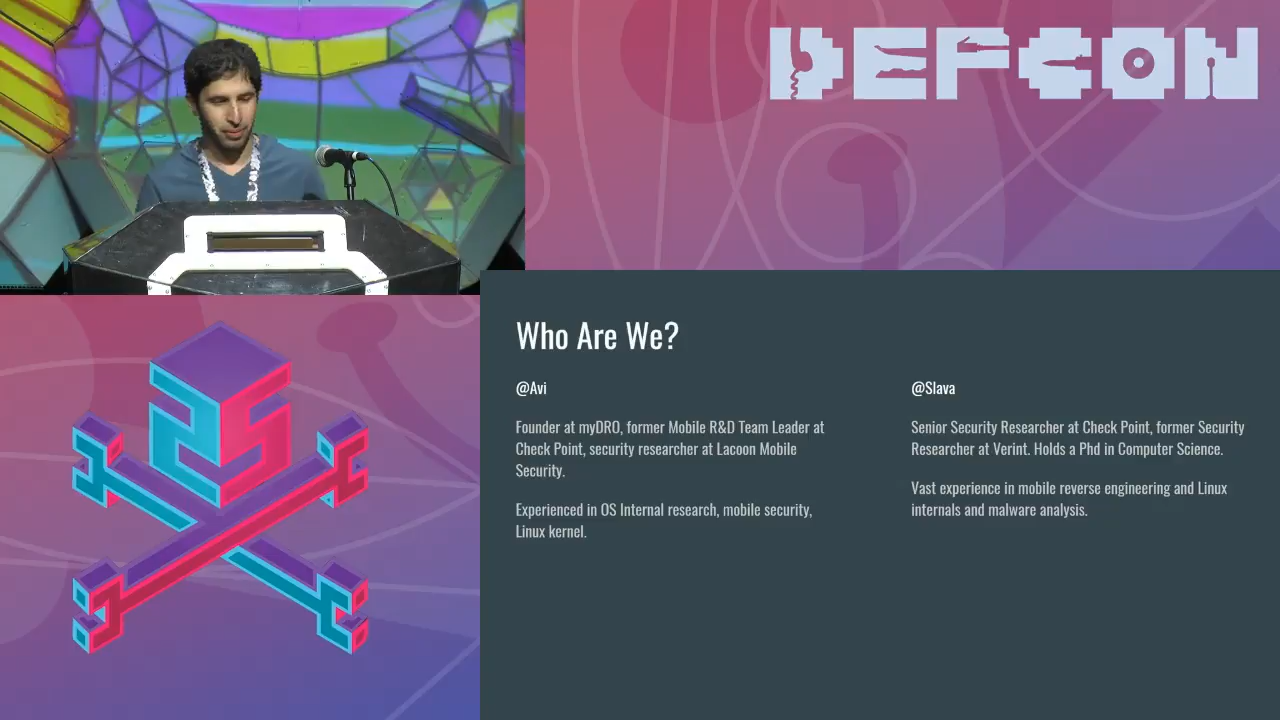 DEFCON
Who Are We?
@Avi
Founder at myDRO, former Mobile R&D Team Leader at
Check Point, security researcher at Lacoon Mobile
Security.
Experienced in OS Internal research, mobile security,
Linux kernel.
@Slava
Senior Security Researcher at Check Point, former Security
Researcher at Verint. Holds a Phd in Computer Science.
Vast experience in mobile reverse engineering and Linux
internals and malware analysis.